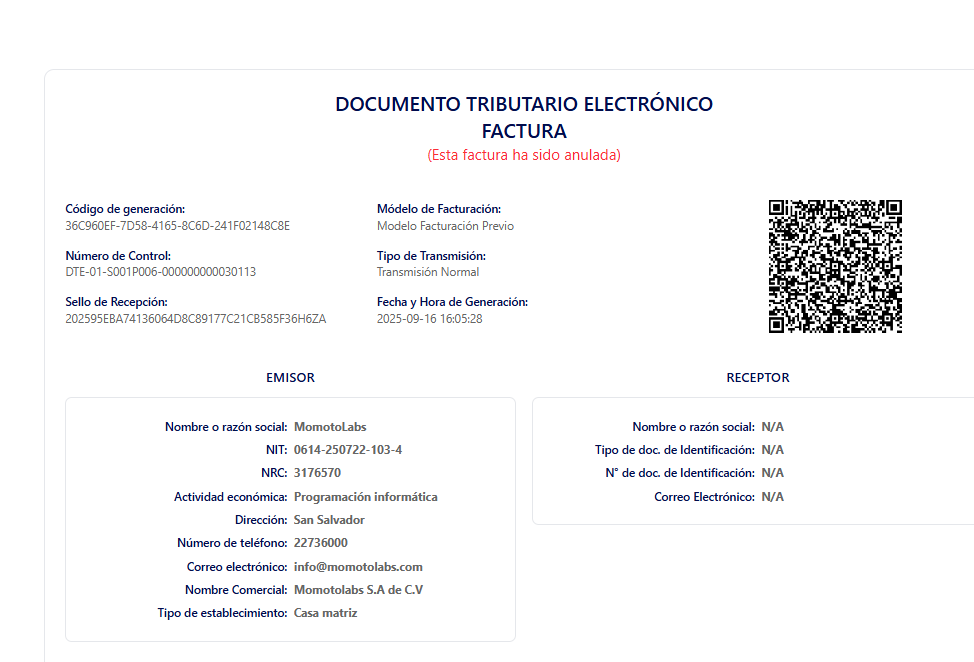 DOCUMENTO TRIBUTARIO ELECTRÓNICO
FACTURA
(Esta factura ha sido anulada)
Código de generación:
36C960EF-7D58-4165-8C6D-241F02148C8E
Número de Control:
DTE-01-S001P006-000000000030113
Sello de Recepción:
202595EBA74136064D8C89177C21CB585F36H6ZA
Módelo de Facturación:
Modelo Facturación Previo
Tipo de Transmisión:
Transmisión Normal
Fecha y Hora de Generación:
2025-09-16 16:05:28
EMISOR
Nombre o razón social: MomotoLabs
NIT: 0614-250722-103-4
NRC: 3176570
Actividad económica: Programación informática
Dirección: San Salvador
Número de teléfono: 22736000
Correo electrónico: info@momotolabs.com
Nombre Comercial: Momotolabs S.A de C.V
Tipo de establecimiento: Casa matriz
RECEPTOR
Nombre o razón social: N/A
Tipo de doc. de Identificación: N/A
N° de doc. de Identificación: N/A
Correo Electrónico: N/A